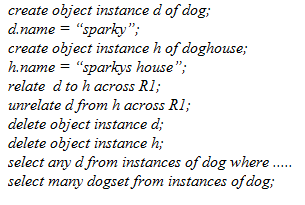 create object instance d of dog;
d.name = “sparky”;
create object instance h of doghouse;
h.name = “sparkys house”;
relate d to h across R1;
unrelate d from h across R1;
delete object instance d;
delete object instance h;
select any d from instances of dog where .....
select many dogset from instances of dog;